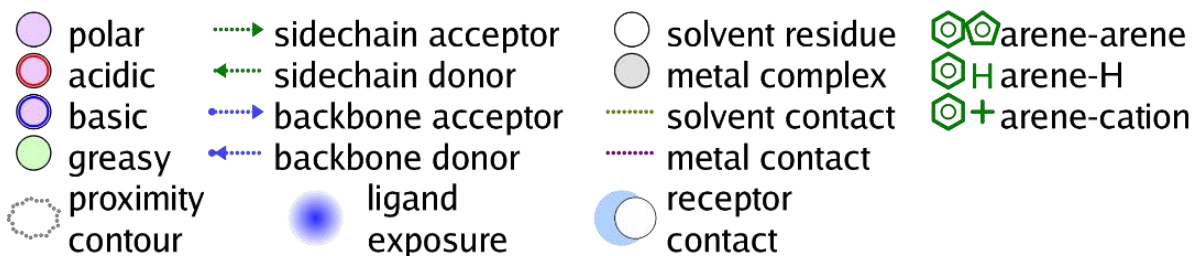 polar sidechain acceptor solvent residue arene-arene
acidic sidechain donor metal complex H arene-H
basic backbone acceptor solvent contact + arene-cation
greasy backbone donor metal contact
proximity ligand receptor
contour exposure contact